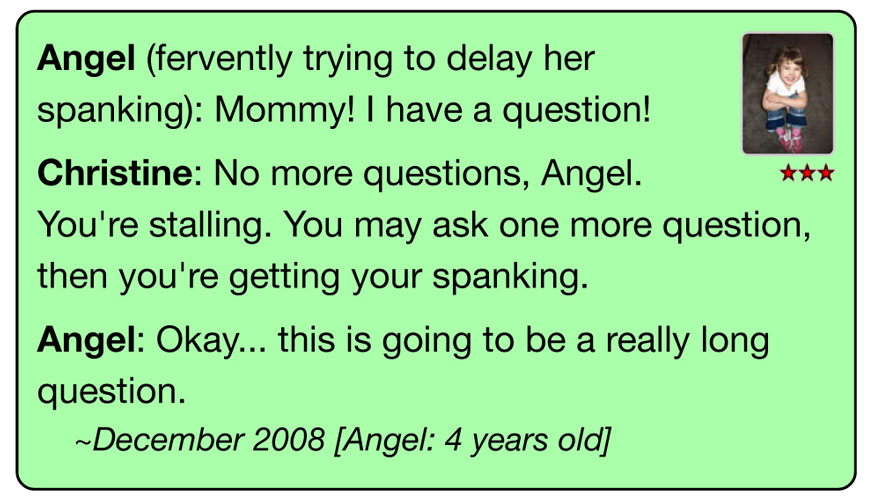 Angel (fervently trying to delay her
spanking): Mommy! I have a question!
Christine: No more questions, Angel.
You're stalling. You may ask one more question,
then you're getting your spanking.
Angel: Okay... this is going to be a really long
question.
~December 2008 [Angel: 4 years old]